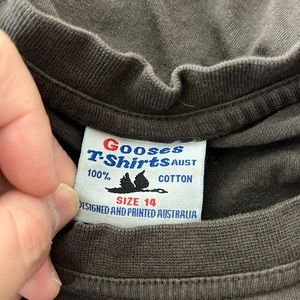 Gooses
T-Shirts AUST
100% COTTON
SIZE 14
DESIGNED AND PRINTED AUSTRALIA